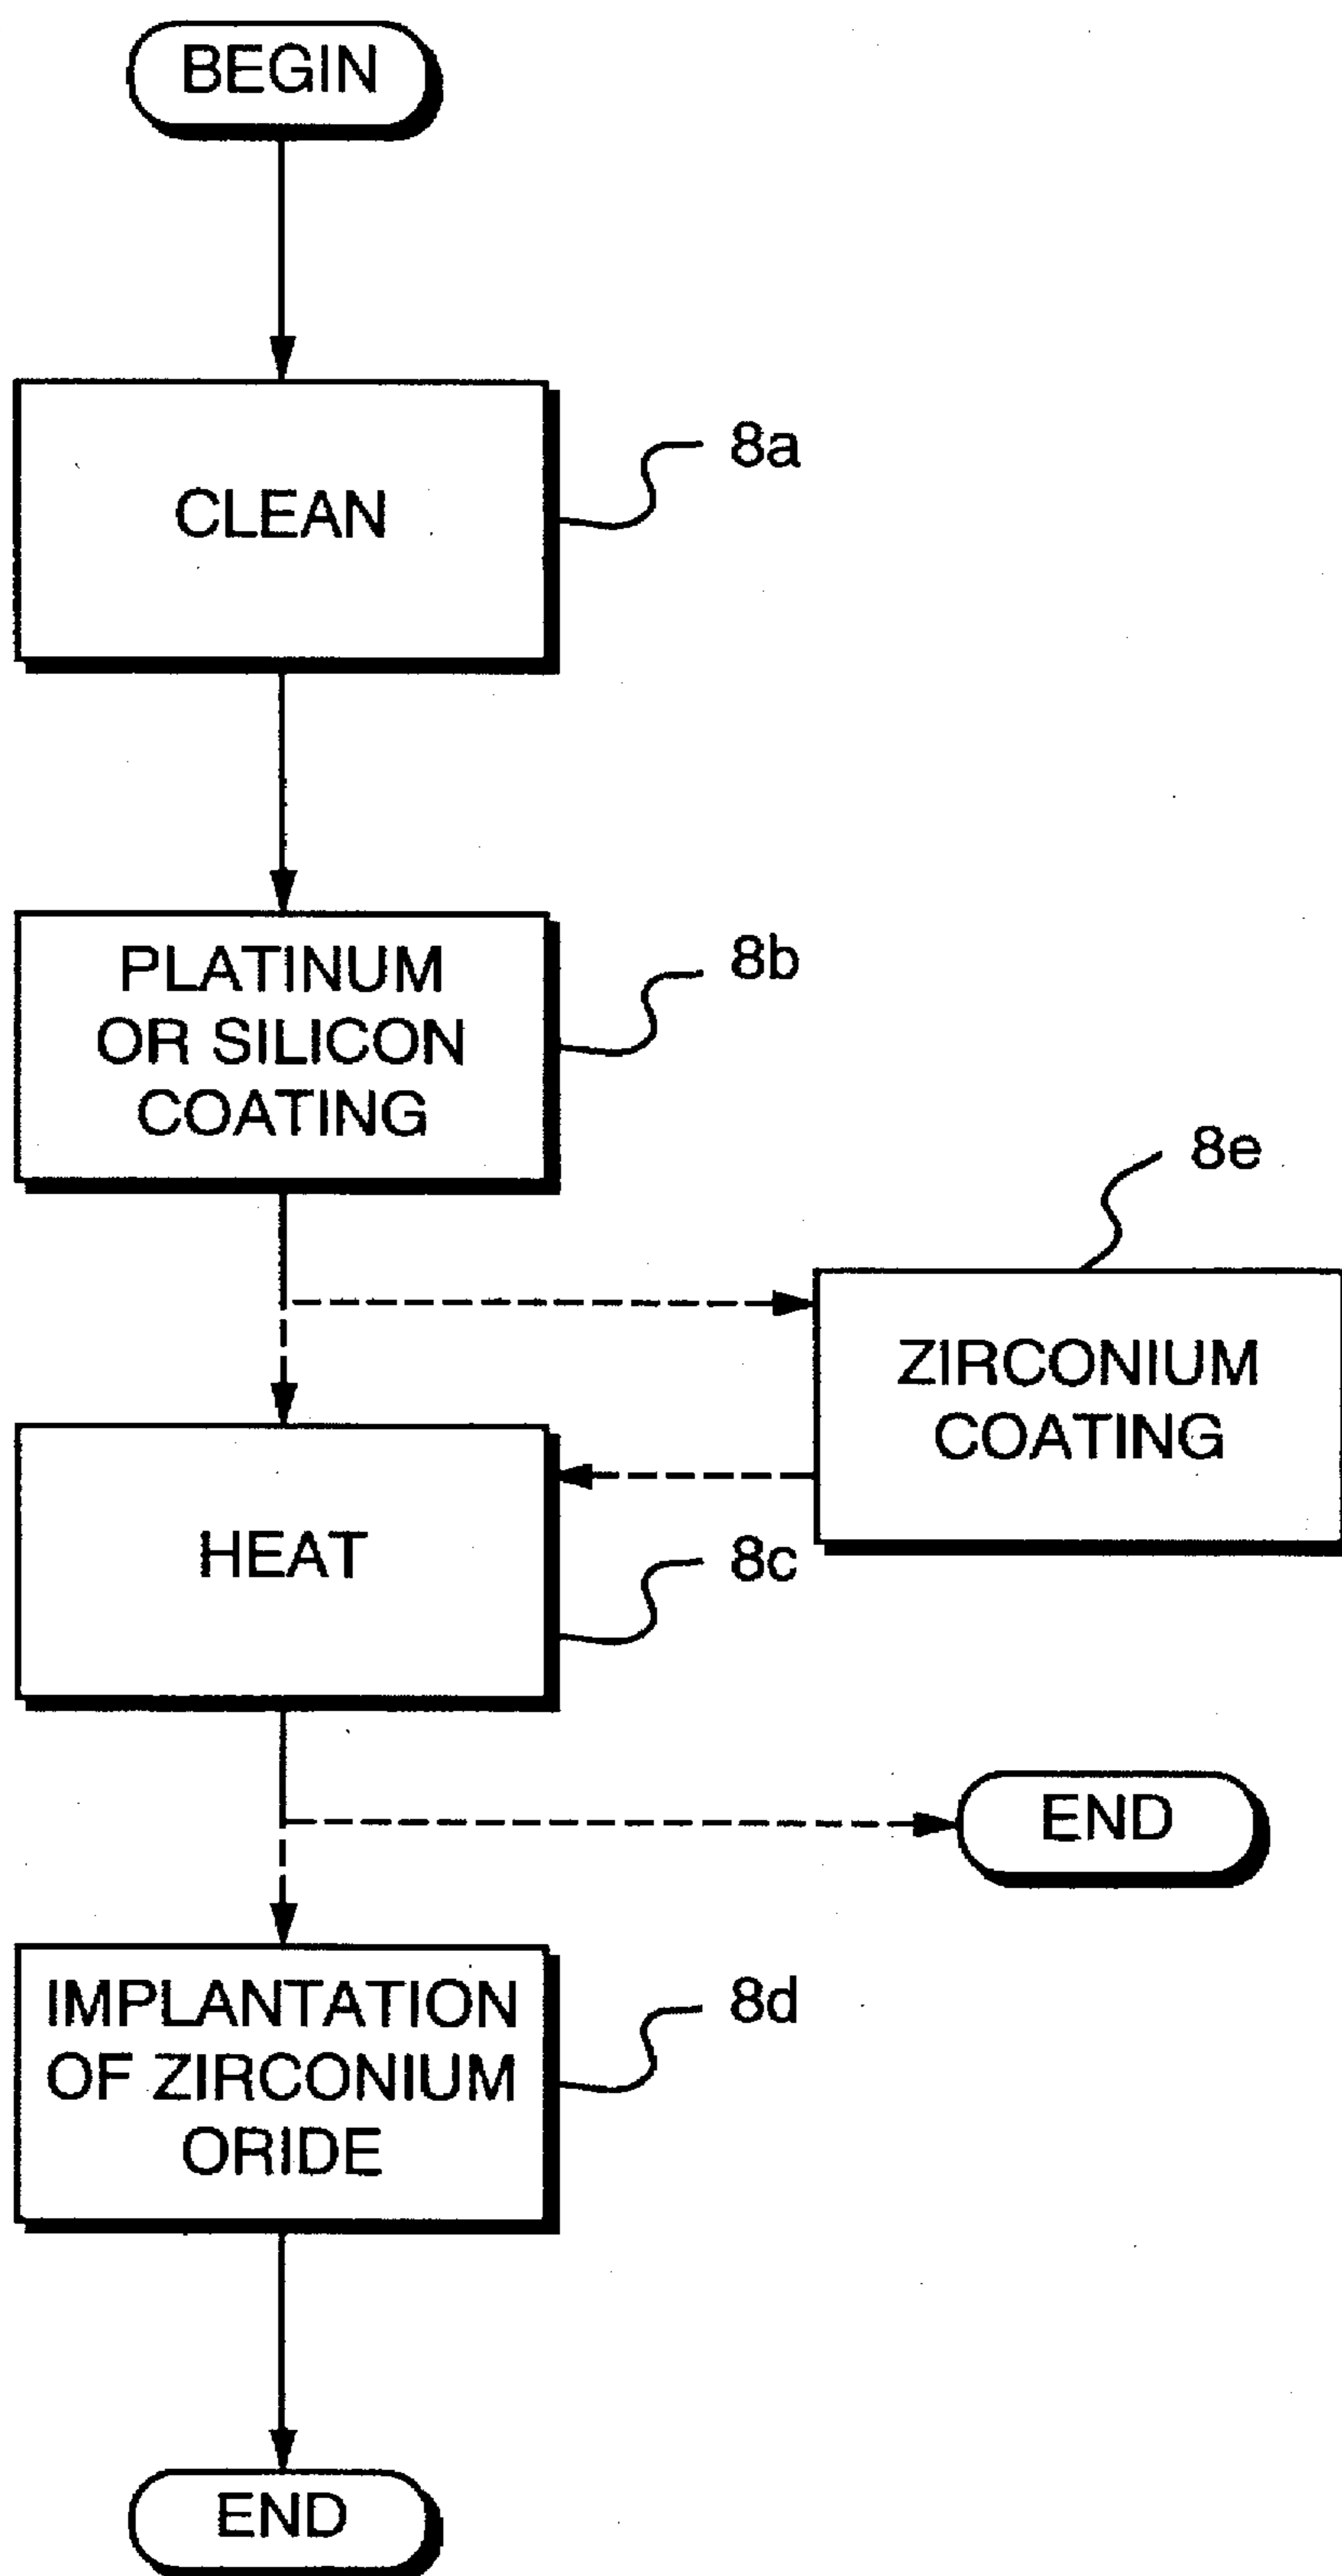 BEGIN
CLEAN
8a
PLATINUM
OR SILICON
COATING
8b
8e
ZIRCONIUM
COATING
HEAT
8c
END
IMPLANTATION
OF ZIRCONIUM
ORIDE
8d
END